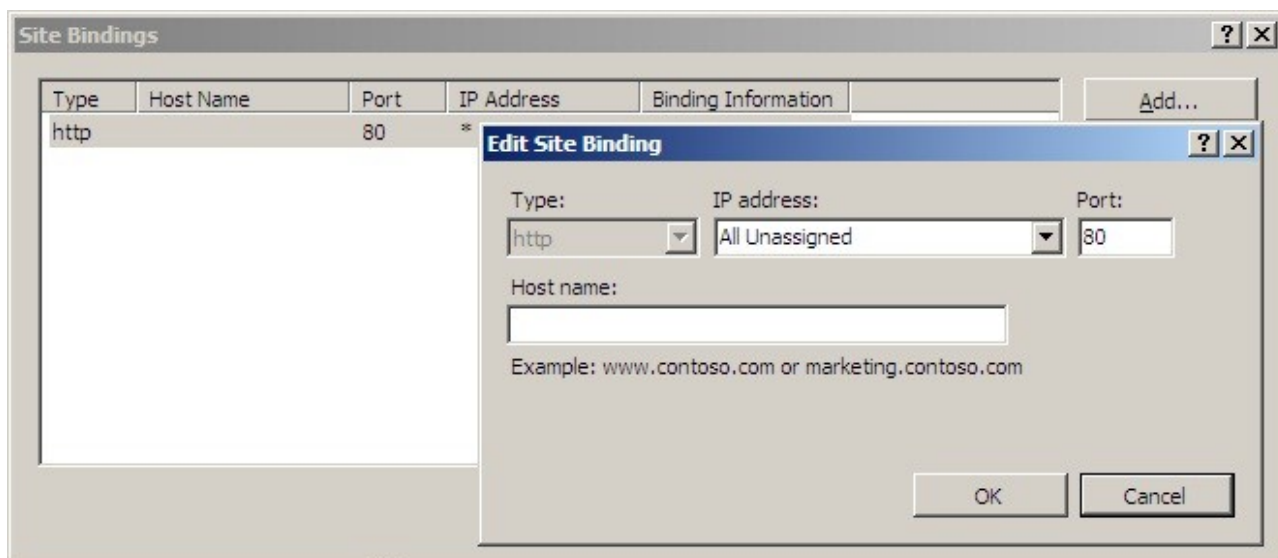 Site Bindings
Type Host Name Port IP Address Binding Information
Add...
http 80 *
Edit Site Binding
Type: IP address: Port:
http All Unassigned 80
Host name:
Example: www.contoso.com or marketing.contoso.com
OK Cancel